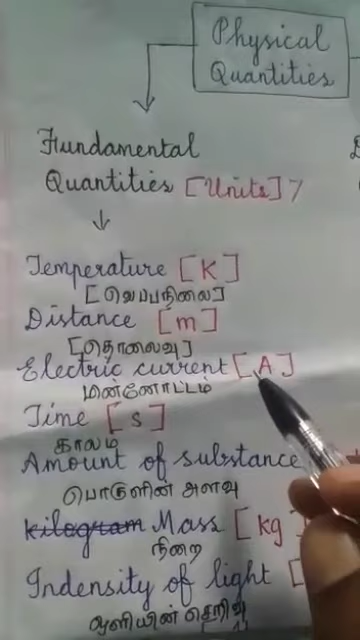 Physical
Quantities
Fundamental
Quantities [Units] 7
Temperature [K]
[வெப்பநிலை]
Distance [m]
[தொலைவு]
Electric current [A]
மின்னோட்டம்
Time [s]
காலம்
Amount of substance
பொருளின் அளவு
kilogram Mass [kg]
நிறை
Indensity of light [
ஒளியின் செறிவு